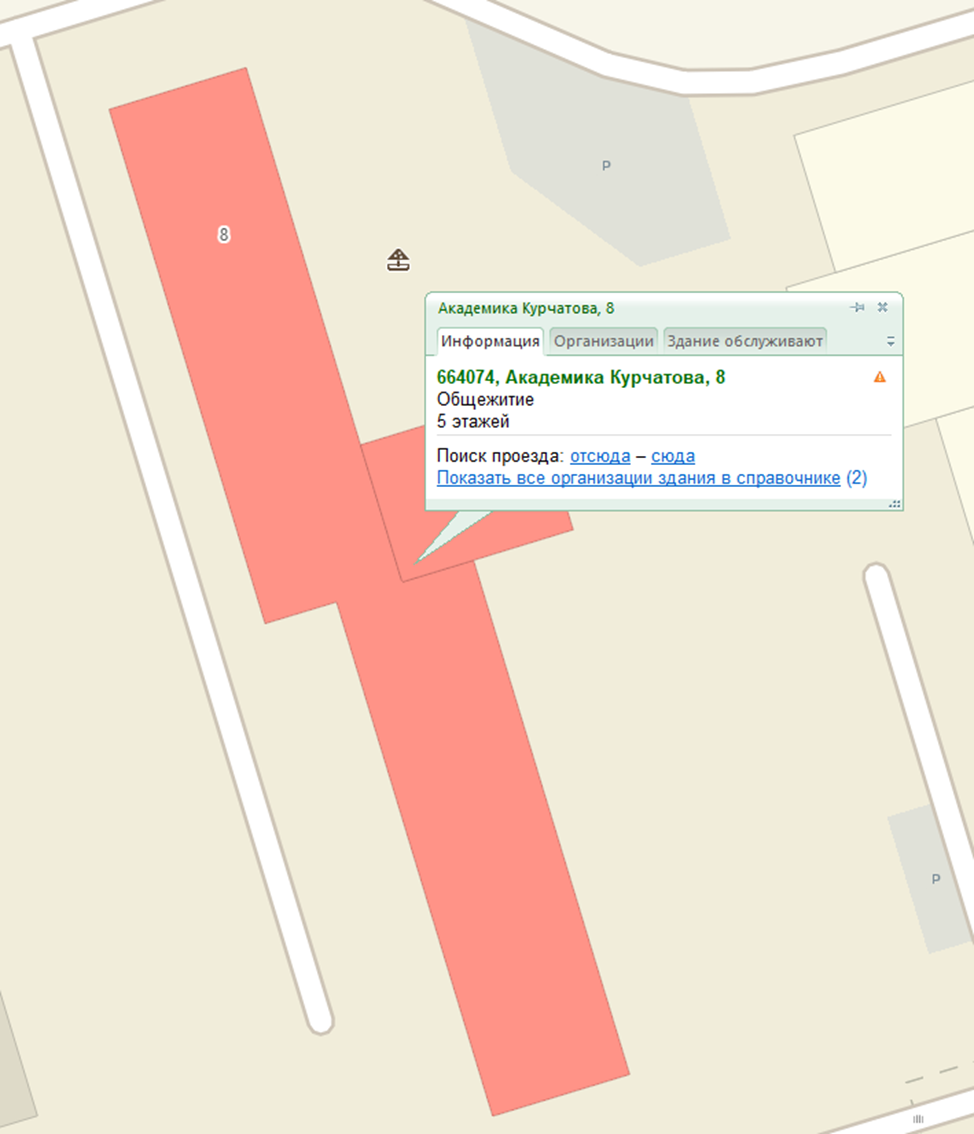 P
8
Академика Курчатова, 8
Информация Организации Здание обслуживают
664074, Академика Курчатова, 8
Общежитие
5 этажей
Поиск проезда: отсюда – сюда
Показать все организации здания в справочнике (2)
P